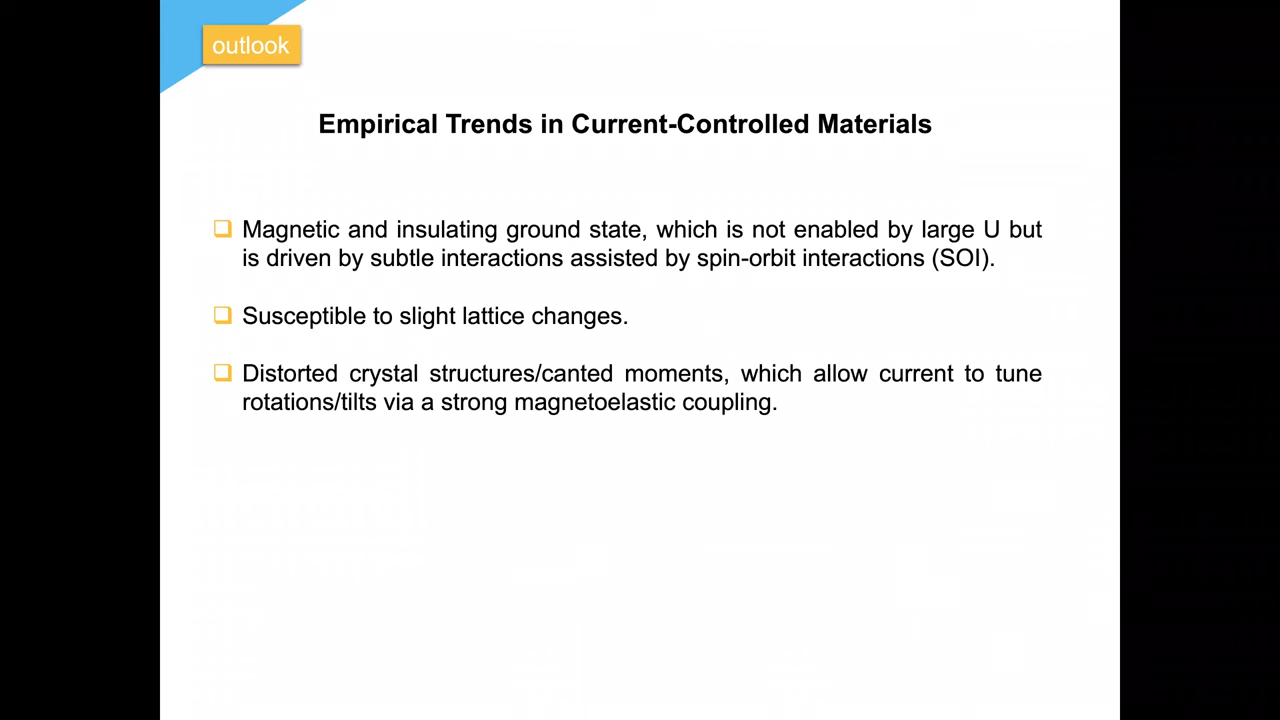 outlook
Empirical Trends in Current-Controlled Materials
Magnetic and insulating ground state, which is not enabled by large U but
is driven by subtle interactions assisted by spin-orbit interactions (SOI).
Susceptible to slight lattice changes.
Distorted crystal structures/canted moments, which allow current to tune
rotations/tilts via a strong magnetoelastic coupling.